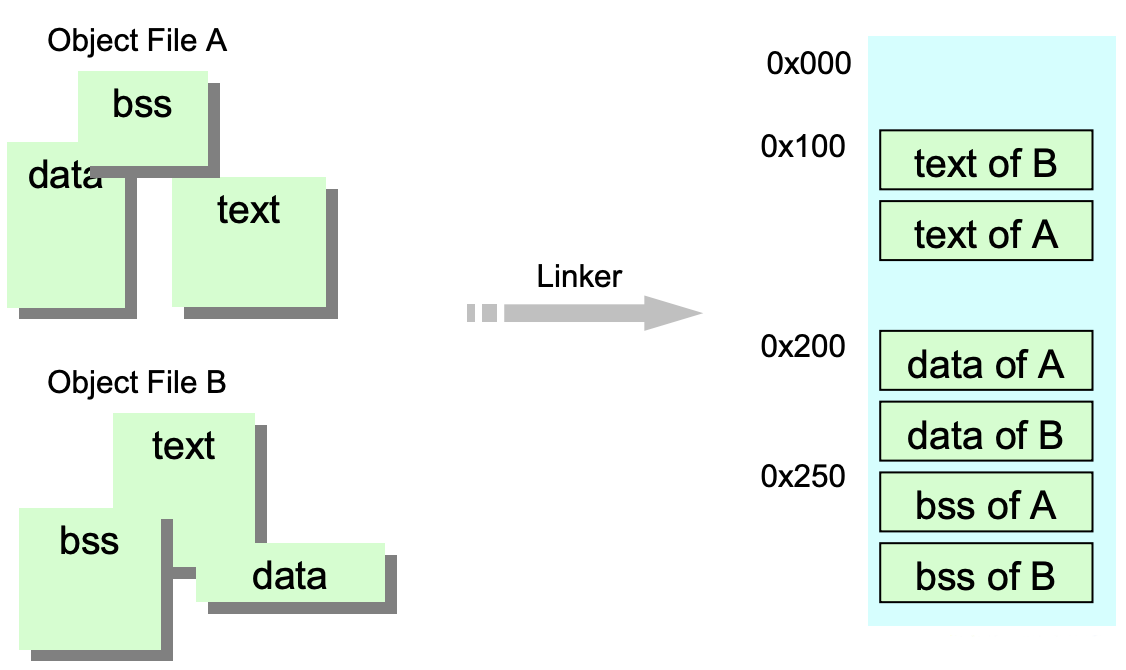 Object File A
bss
data
text
Object File B
text
bss
data
Linker
0x000
0x100
text of B
text of A
0x200
data of A
data of B
0x250
bss of A
bss of B